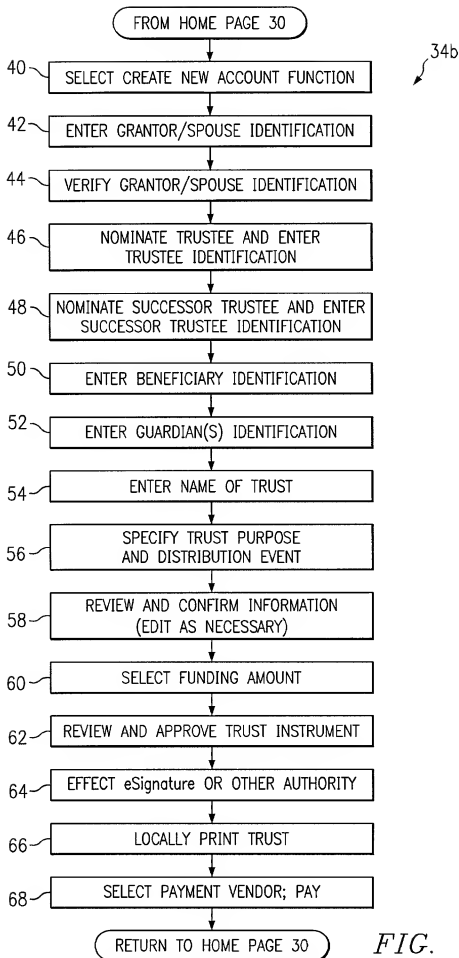 FROM HOME PAGE 30
34b
40 SELECT CREATE NEW ACCOUNT FUNCTION
42 ENTER GRANTOR/SPOUSE IDENTIFICATION
44 VERIFY GRANTOR/SPOUSE IDENTIFICATION
46 NOMINATE TRUSTEE AND ENTER
TRUSTEE IDENTIFICATION
48 NOMINATE SUCCESSOR TRUSTEE AND ENTER
SUCCESSOR TRUSTEE IDENTIFICATION
50 ENTER BENEFICIARY IDENTIFICATION
52 ENTER GUARDIAN(S) IDENTIFICATION
54 ENTER NAME OF TRUST
56 SPECIFY TRUST PURPOSE
AND DISTRIBUTION EVENT
58 REVIEW AND CONFIRM INFORMATION
(EDIT AS NECESSARY)
60 SELECT FUNDING AMOUNT
62 REVIEW AND APPROVE TRUST INSTRUMENT
64 EFFECT eSignature OR OTHER AUTHORITY
66 LOCALLY PRINT TRUST
68 SELECT PAYMENT VENDOR; PAY
RETURN TO HOME PAGE 30
FIG.